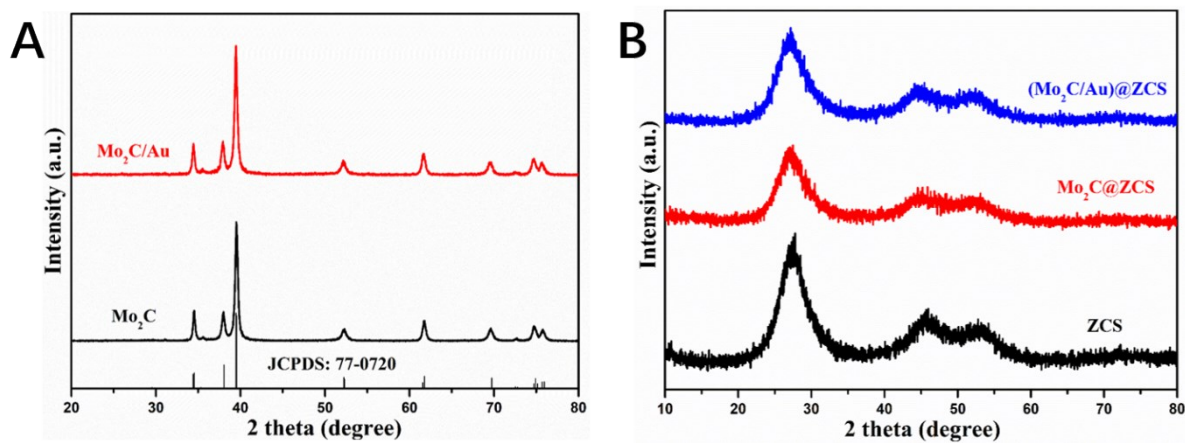 A
Intensity (a.u.)
Mo₂C/Au
Mo₂C
JCPDS: 77-0720
20 30 40 50 60 70 80
2 theta (degree)
B
Intensity (a.u.)
(Mo₂C/Au)@ZCS
Mo₂C@ZCS
ZCS
10 20 30 40 50 60 70 80
2 theta (degree)